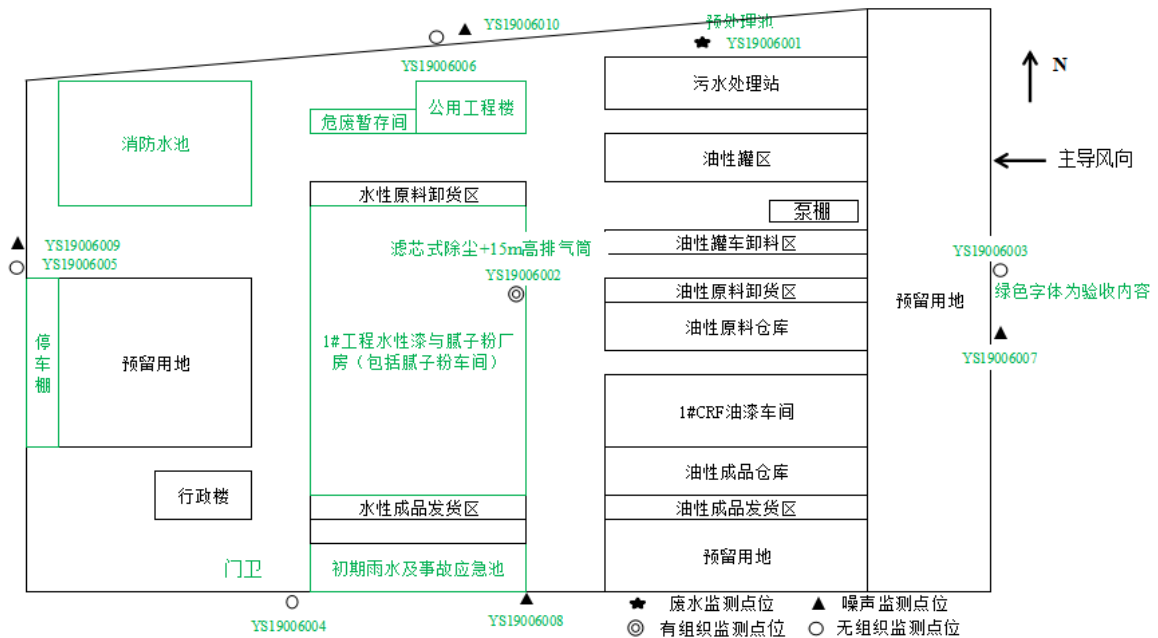 YS19006010
预处理池
YS19006001
N
YS19006006
污水处理站
公用工程楼
危废暂存间
消防水池
油性罐区
主导风向
水性原料卸货区
泵棚
YS19006009
滤芯式除尘+15m高排气筒
油性罐车卸料区
YS19006003
YS19006005
YS19006002
油性原料卸货区
绿色字体为验收内容
预留用地
油性原料仓库
1#工程水性漆与腻子粉厂
房（包括腻子粉车间）
停车棚
预留用地
YS19006007
1#CRF油漆车间
油性成品仓库
行政楼
水性成品发货区
油性成品发货区
预留用地
门卫
初期雨水及事故应急池
YS19006004
YS19006008
废水监测点位
噪声监测点位
有组织监测点位
无组织监测点位